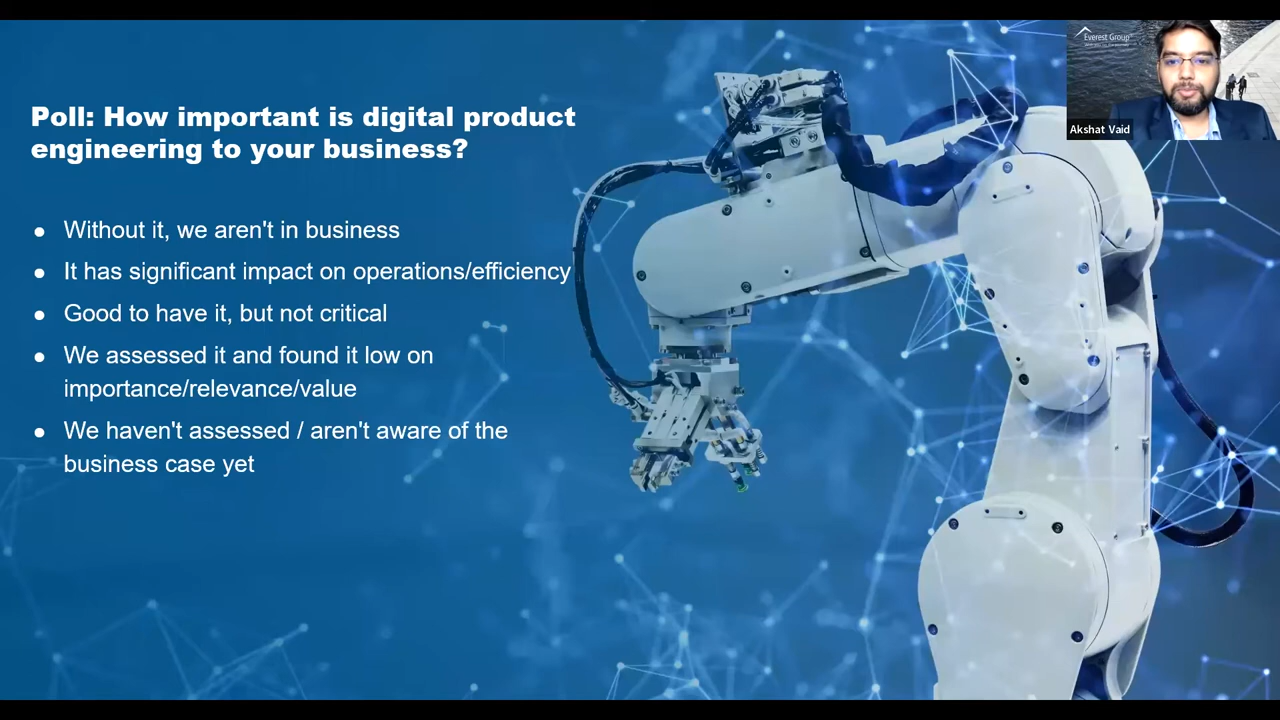 Poll: How important is digital product
engineering to your business?
● Without it, we aren't in business
● It has significant impact on operations/efficiency
● Good to have it, but not critical
● We assessed it and found it low on
importance/relevance/value
● We haven't assessed / aren't aware of the
business case yet
Everest Group
Akshat Vaid